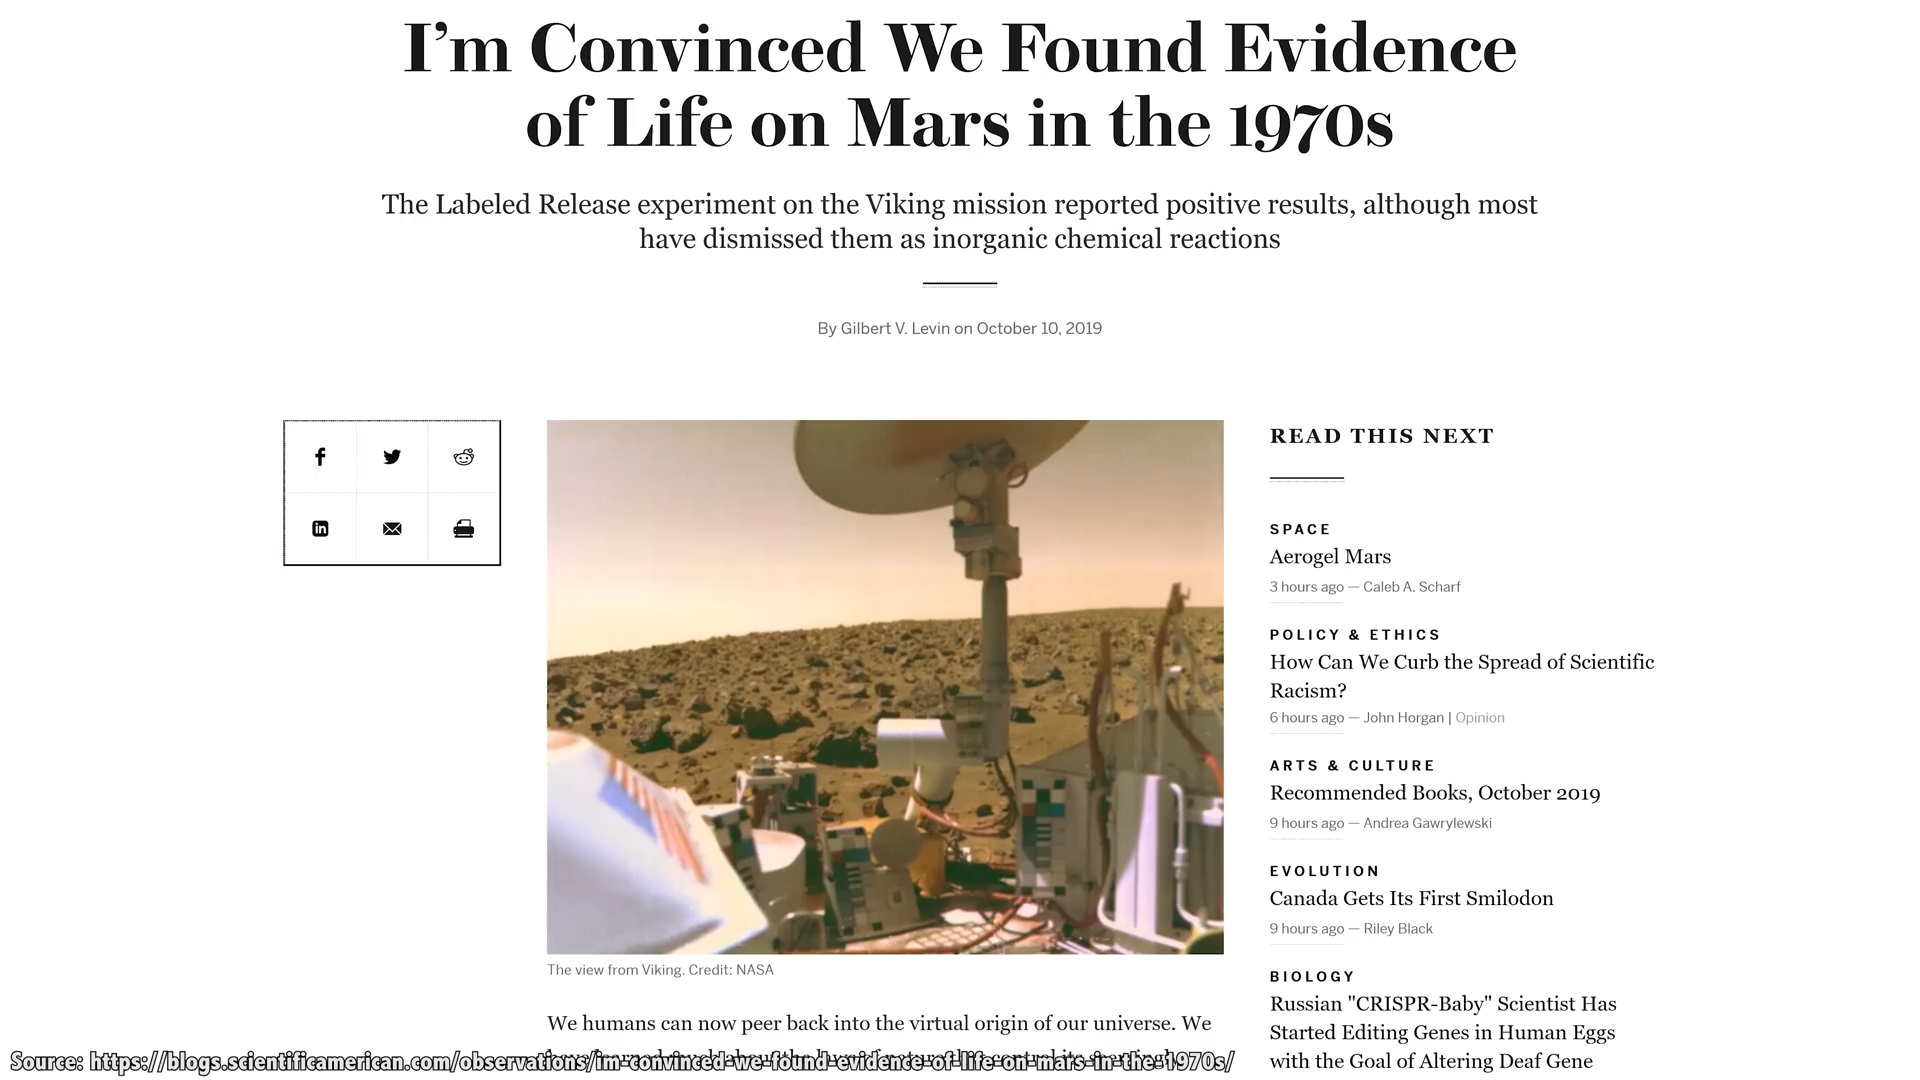 I’m Convinced We Found Evidence
of Life on Mars in the 1970s
The Labeled Release experiment on the Viking mission reported positive results, although most
have dismissed them as inorganic chemical reactions
By Gilbert V. Levin on October 10, 2019
The view from Viking. Credit: NASA
We humans can now peer back into the virtual origin of our universe. We
READ THIS NEXT
SPACE
Aerogel Mars
3 hours ago — Caleb A. Scharf
POLICY & ETHICS
How Can We Curb the Spread of Scientific
Racism?
6 hours ago — John Horgan | Opinion
ARTS & CULTURE
Recommended Books, October 2019
9 hours ago — Andrea Gawrylewski
EVOLUTION
Canada Gets Its First Smilodon
9 hours ago — Riley Black
BIOLOGY
Russian "CRISPR-Baby" Scientist Has
Started Editing Genes in Human Eggs
with the Goal of Altering Deaf Gene
Source: https://blogs.scientificamerican.com/observations/im-convinced-we-found-evidence-of-life-on-mars-in-the-1970s/